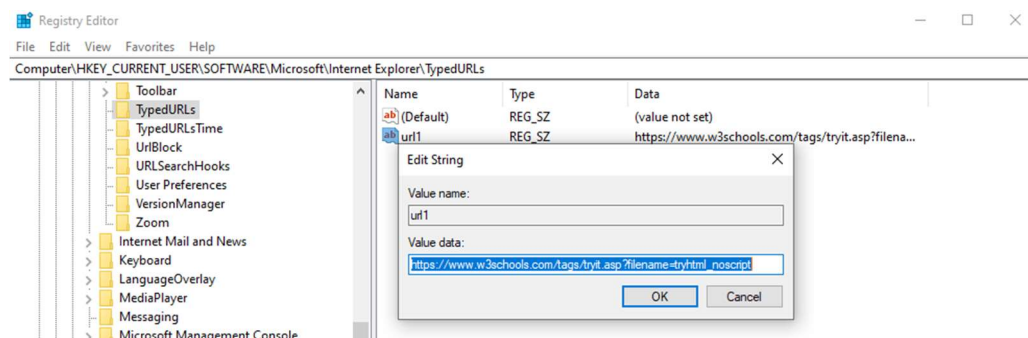 Registry Editor
File Edit View Favorites Help
Computer\HKEY_CURRENT_USER\SOFTWARE\Microsoft\Internet Explorer\TypedURLs
Toolbar
TypedURLs
TypedURLsTime
UrlBlock
URLSearchHooks
User Preferences
VersionManager
Zoom
Internet Mail and News
Keyboard
LanguageOverlay
MediaPlayer
Messaging
Microsoft Management Console
Name Type Data
ab (Default) REG_SZ (value not set)
ab url1 REG_SZ https://www.w3schools.com/tags/tryit.asp?filena...
Edit String
Value name:
url1
Value data:
https://www.w3schools.com/tags/tryit.asp?filename=tryhtml_noscript
OK Cancel